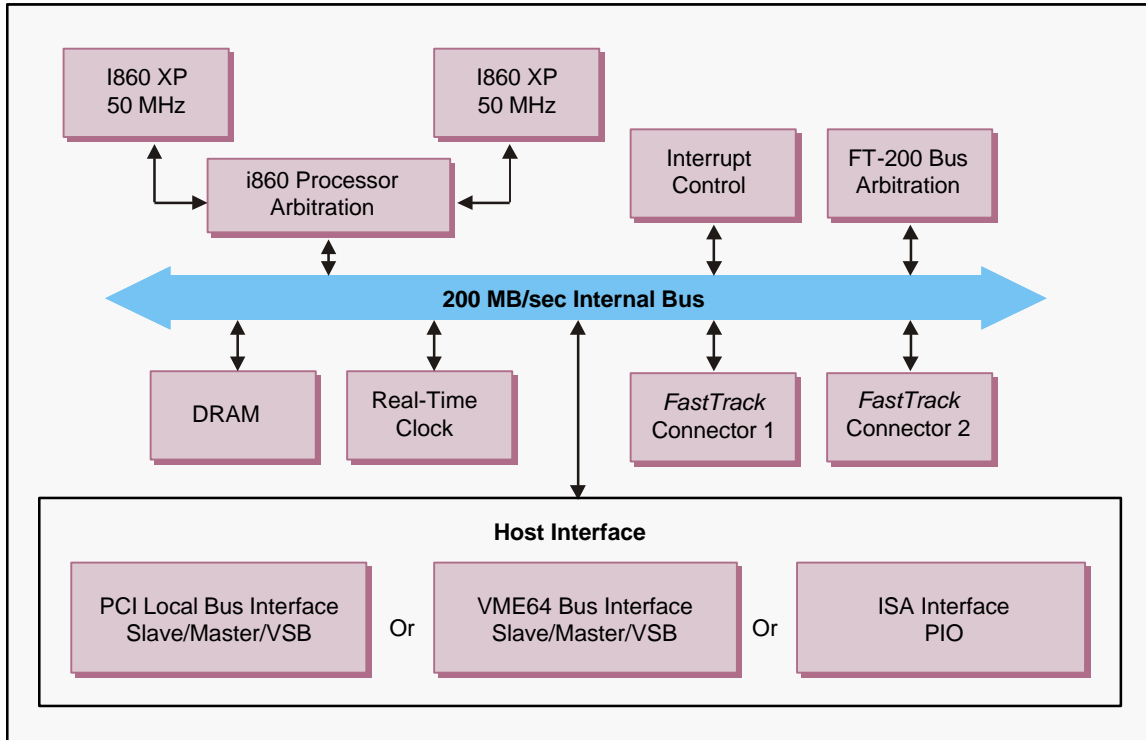 I860 XP
50 MHz
I860 XP
50 MHz
i860 Processor
Arbitration
Interrupt
Control
FT-200 Bus
Arbitration
200 MB/sec Internal Bus
DRAM
Real-Time
Clock
FastTrack
Connector 1
FastTrack
Connector 2
Host Interface
PCI Local Bus Interface
Slave/Master/VSB
Or
VME64 Bus Interface
Slave/Master/VSB
Or
ISA Interface
PIO